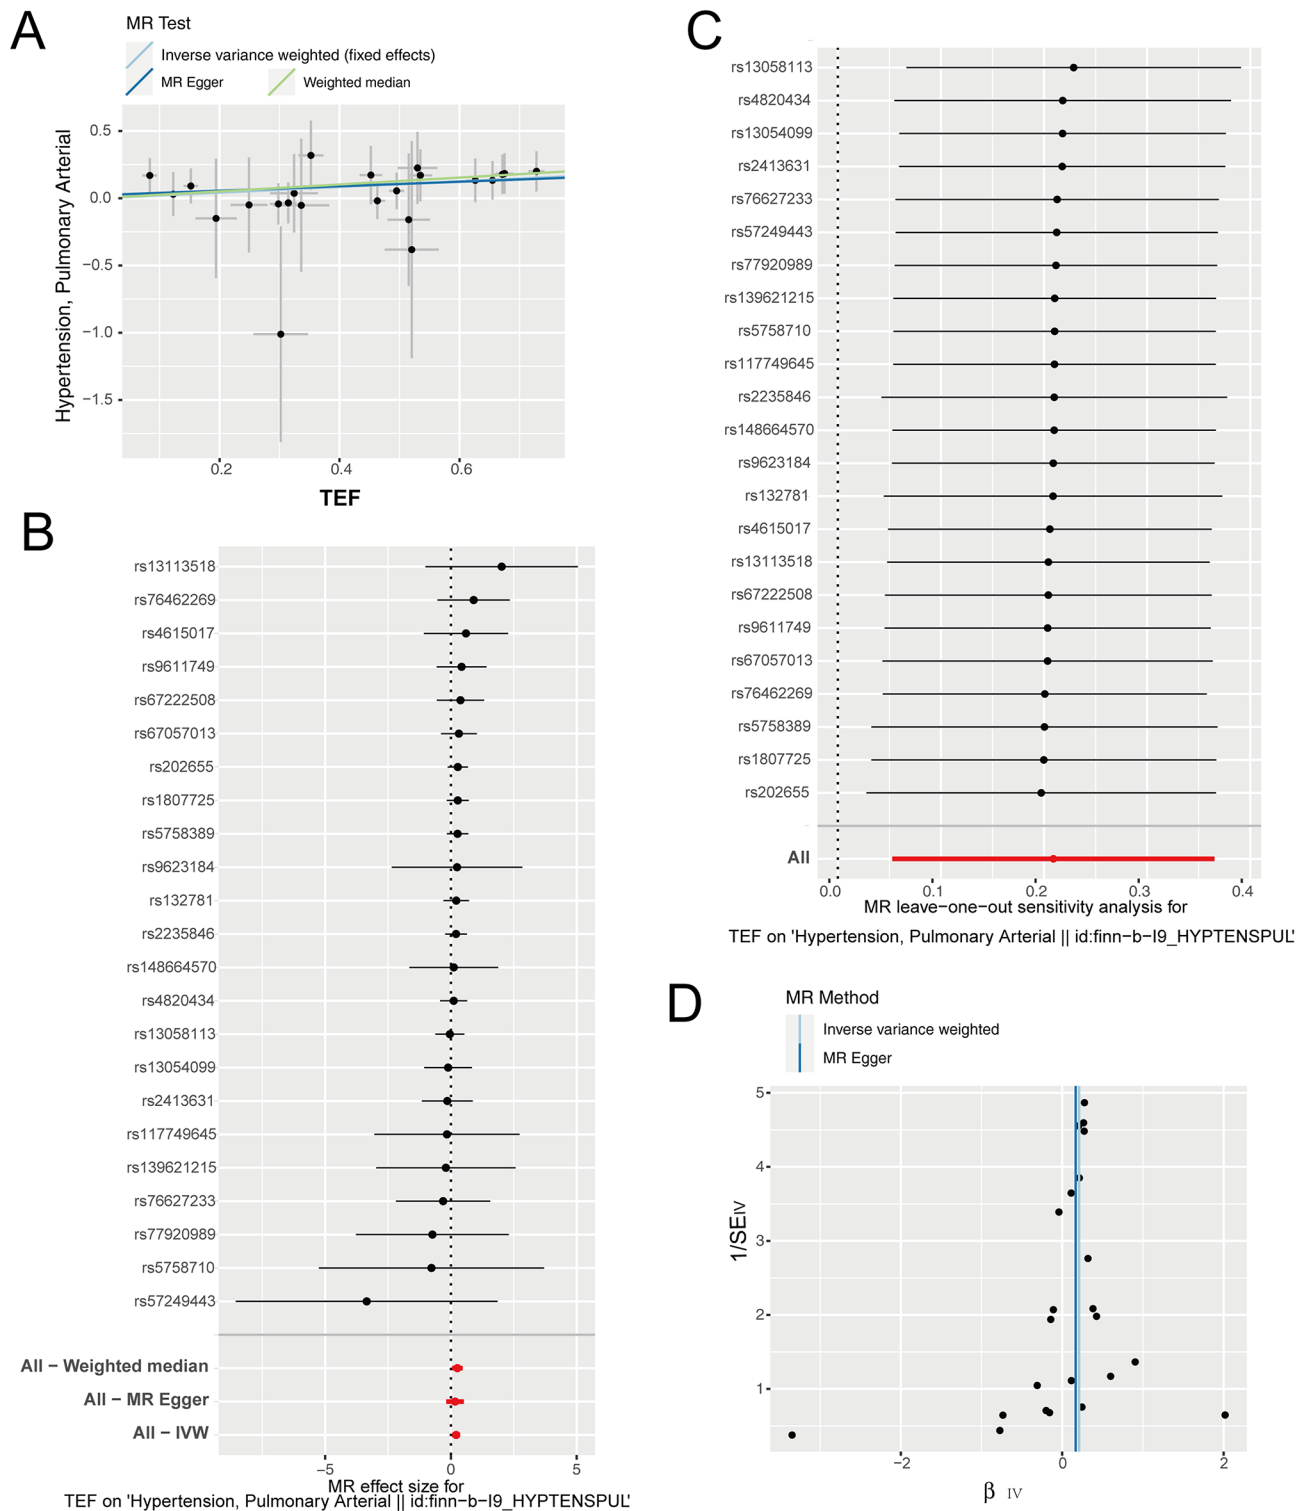 A
MR Test
Inverse variance weighted (fixed effects)
MR Egger
Weighted median
Hypertension, Pulmonary Arterial
0.5
0.0
−0.5
−1.0
−1.5
0.2
0.4
0.6
TEF
B
rs13113518
rs76462269
rs4615017
rs9611749
rs67222508
rs67057013
rs202655
rs1807725
rs5758389
rs9623184
rs132781
rs2235846
rs148664570
rs4820434
rs13058113
rs13054099
rs2413631
rs117749645
rs139621215
rs76627233
rs77920989
rs5758710
rs57249443
All − Weighted median
All − MR Egger
All − IVW
−5
0
5
MR effect size for
TEF on 'Hypertension, Pulmonary Arterial || id:finn−b−I9_HYPTENSPUL'
C
rs13058113
rs4820434
rs13054099
rs2413631
rs76627233
rs57249443
rs77920989
rs139621215
rs5758710
rs117749645
rs2235846
rs148664570
rs9623184
rs132781
rs4615017
rs13113518
rs67222508
rs9611749
rs67057013
rs76462269
rs5758389
rs1807725
rs202655
All
0.0
0.1
0.2
0.3
0.4
MR leave−one−out sensitivity analysis for
TEF on 'Hypertension, Pulmonary Arterial || id:finn−b−I9_HYPTENSPUL'
D
MR Method
Inverse variance weighted
MR Egger
1/SEIV
5
4
3
2
1
−2
0
2
β IV